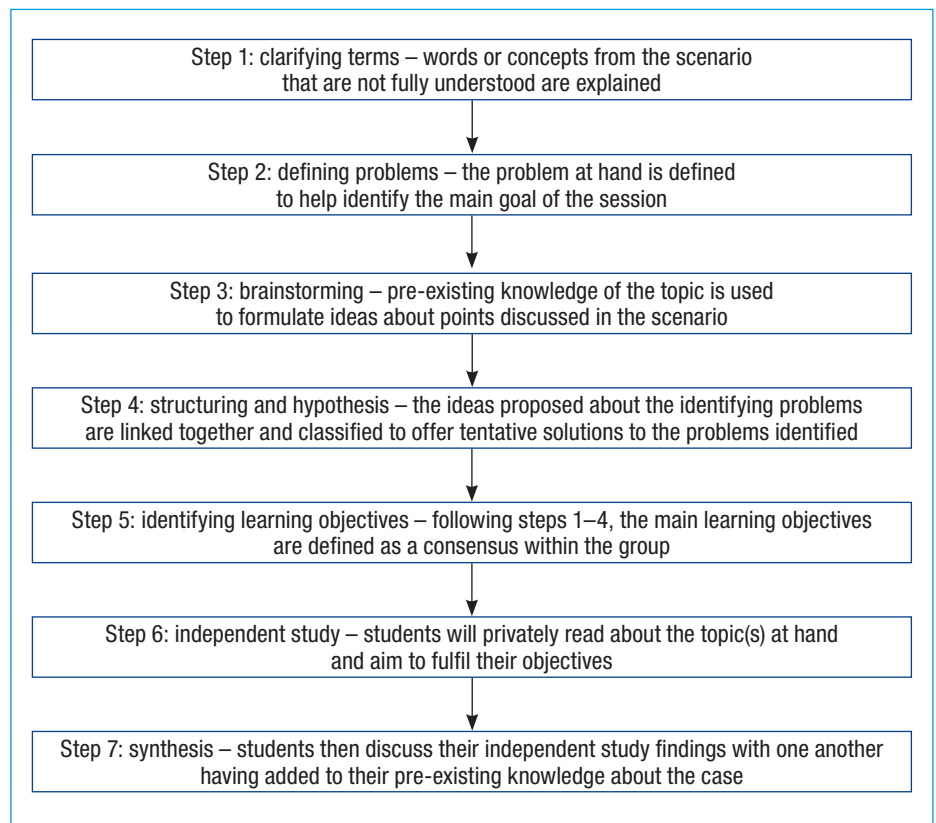 Step 1: clarifying terms – words or concepts from the scenario
that are not fully understood are explained
Step 2: defining problems – the problem at hand is defined
to help identify the main goal of the session
Step 3: brainstorming – pre-existing knowledge of the topic is used
to formulate ideas about points discussed in the scenario
Step 4: structuring and hypothesis – the ideas proposed about the identifying problems
are linked together and classified to offer tentative solutions to the problems identified
Step 5: identifying learning objectives – following steps 1–4, the main learning objectives
are defined as a consensus within the group
Step 6: independent study – students will privately read about the topic(s) at hand
and aim to fulfil their objectives
Step 7: synthesis – students then discuss their independent study findings with one another
having added to their pre-existing knowledge about the case